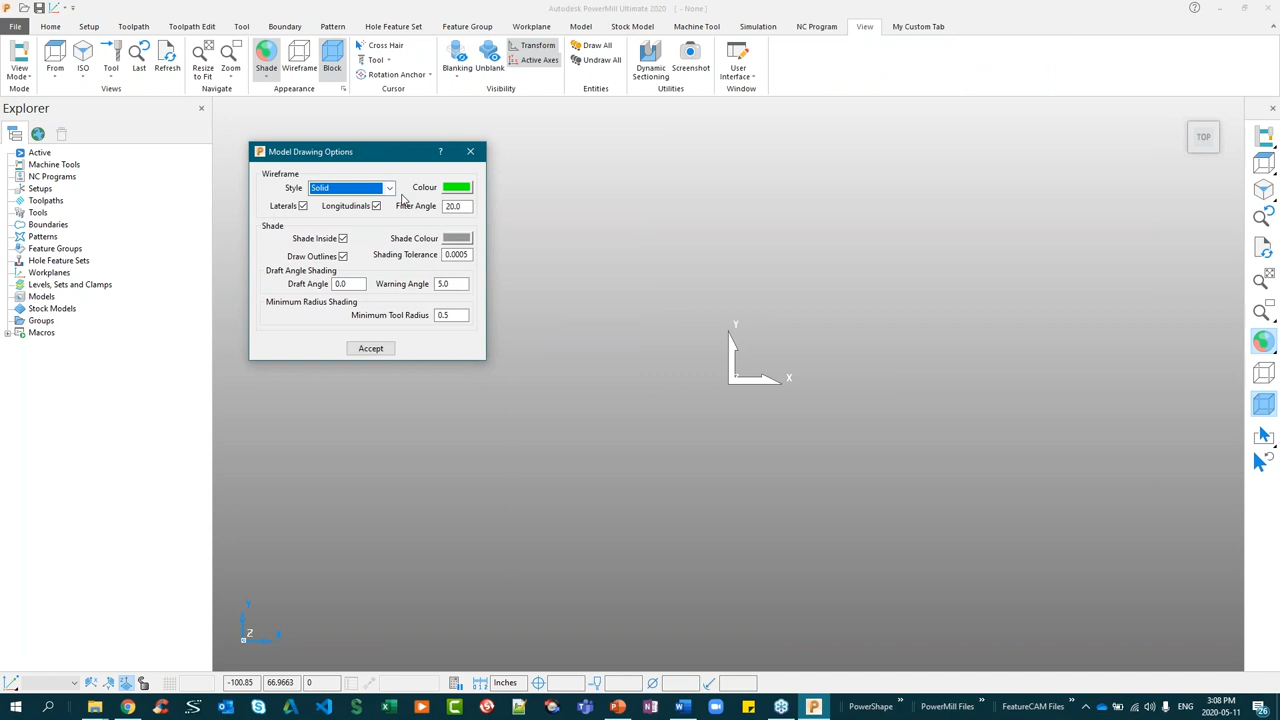 Autodesk PowerMill Ultimate 2020 [ - None ]
File Home Setup Toolpath Toolpath Edit Tool Boundary Pattern Hole Feature Set Feature Group Workplane Model Stock Model Machine Tool Simulation NC Program View My Custom Tab
View Mode From ISO Tool Last Refresh Resize to Fit Zoom Shade Wireframe Block Cross Hair Tool Rotation Anchor Blanking Unblank Transform Active Axes Draw All Undraw All Dynamic Sectioning Screenshot User Interface
Mode Views Navigate Appearance Cursor Visibility Entities Utilities Window
Explorer
Active
Machine Tools
NC Programs
Setups
Toolpaths
Tools
Boundaries
Patterns
Feature Groups
Hole Feature Sets
Workplanes
Levels, Sets and Clamps
Models
Stock Models
Groups
Macros
Model Drawing Options ?
Wireframe
Style Solid Colour
Laterals Longitudinals Filter Angle 20.0
Shade
Shade Inside Shade Colour
Draw Outlines Shading Tolerance 0.0005
Draft Angle Shading
Draft Angle 0.0 Warning Angle 5.0
Minimum Radius Shading
Minimum Tool Radius 0.5
Accept
TOP
Y
X
Y
Z
X
-100.85 66.9663 0 Inches
PowerShape PowerMill Files FeatureCAM Files ENG 3:08 PM 2020-05-11 26